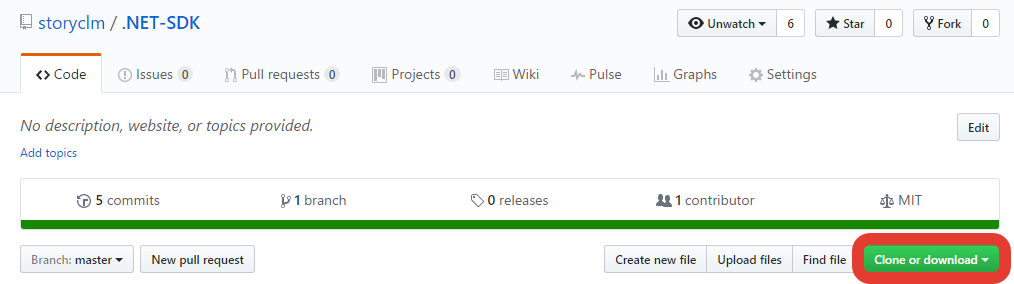 storyclm / .NET-SDK Unwatch 6 Star 0 Fork 0
Code Issues 0 Pull requests 0 Projects 0 Wiki Pulse Graphs Settings
No description, website, or topics provided. Edit
Add topics
5 commits 1 branch 0 releases 1 contributor MIT
Branch: master New pull request Create new file Upload files Find file Clone or download